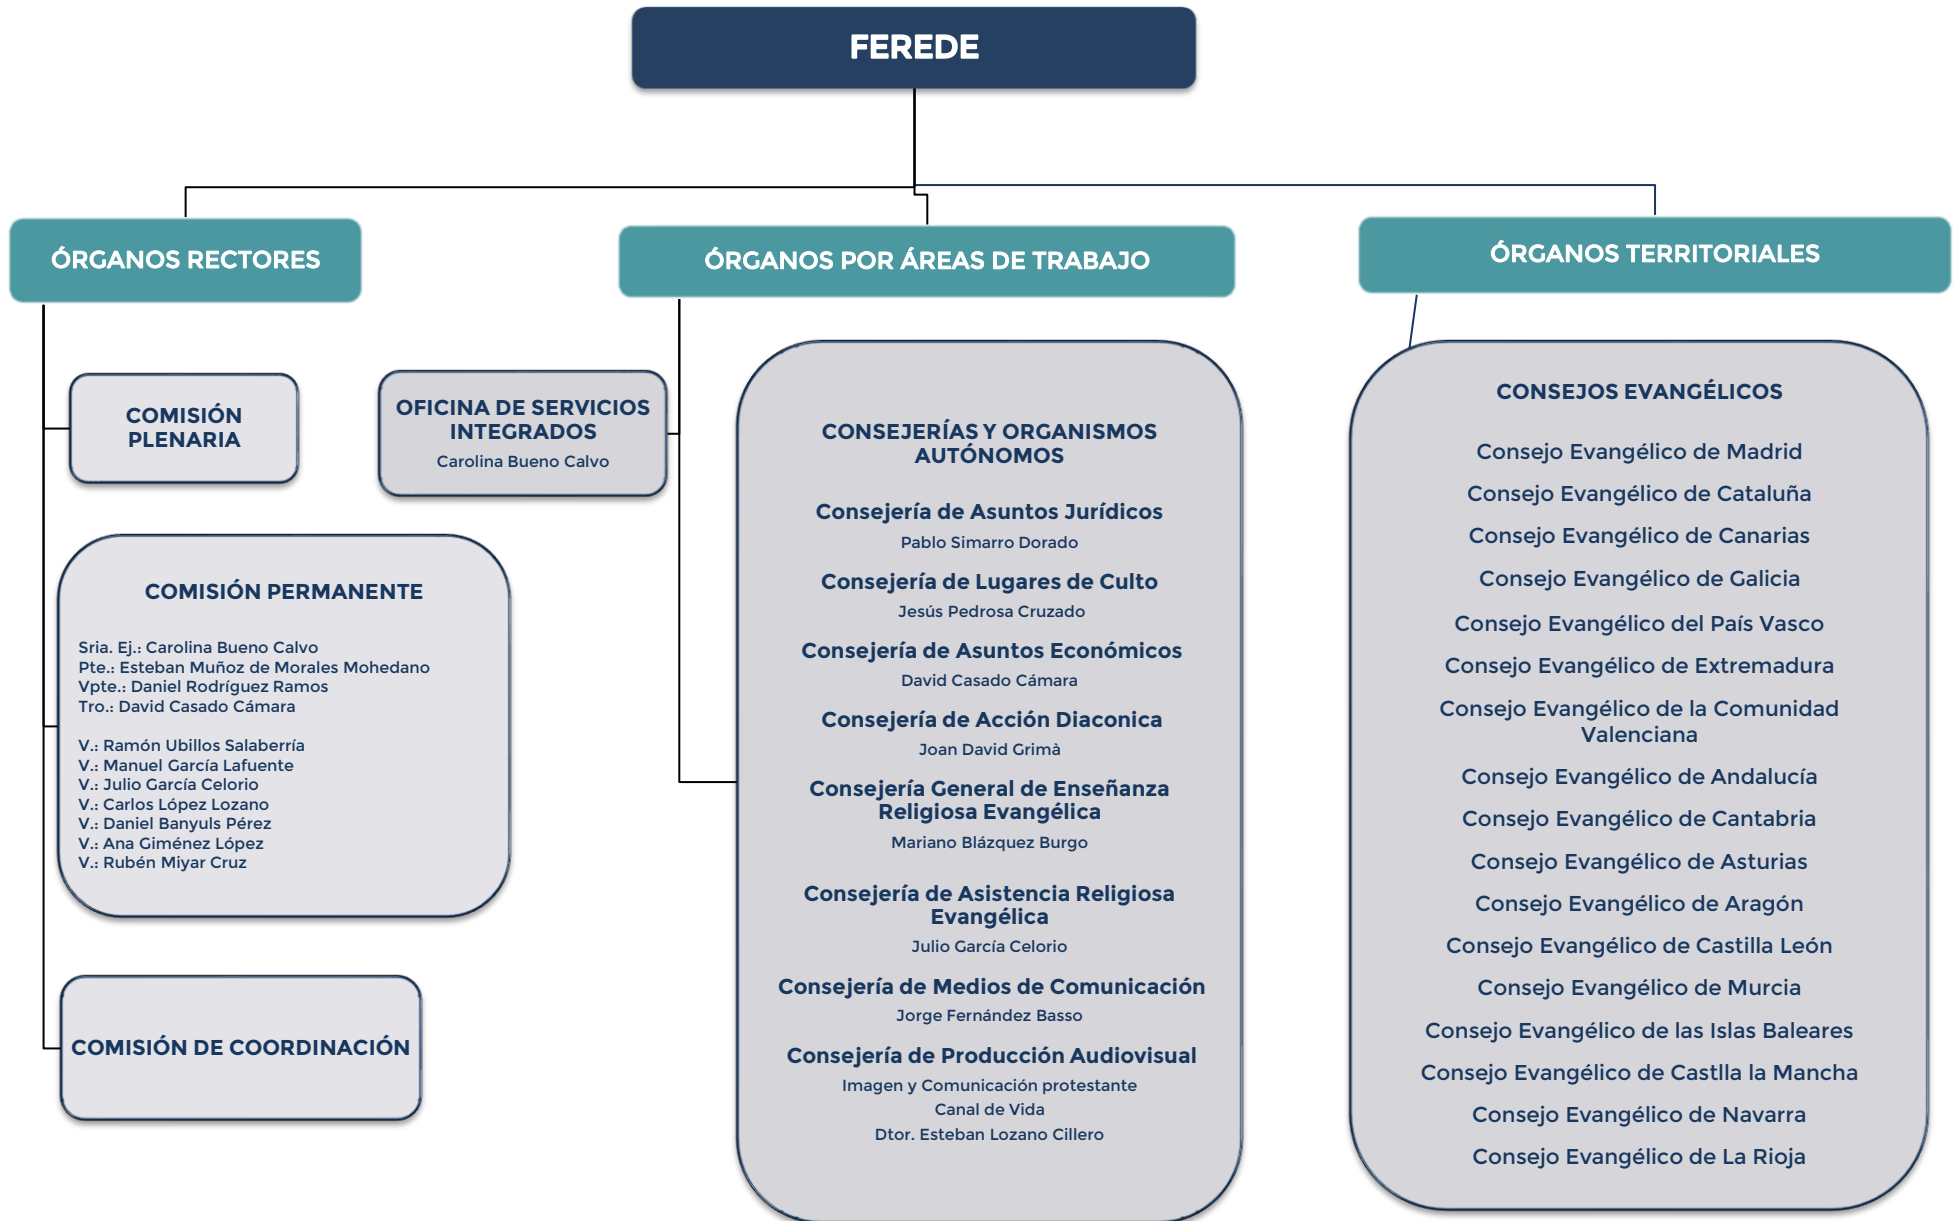 FEREDE
ÓRGANOS RECTORES
COMISIÓN
PLENARIA
COMISIÓN PERMANENTE
Sria. Ej.: Carolina Bueno Calvo
Pte.: Esteban Muñoz de Morales Mohedano
Vpte.: Daniel Rodríguez Ramos
Tro.: David Casado Cámara
V.: Ramón Ubillos Salaberría
V.: Manuel García Lafuente
V.: Julio García Celorio
V.: Carlos López Lozano
V.: Daniel Banyuls Pérez
V.: Ana Giménez López
V.: Rubén Miyar Cruz
COMISIÓN DE COORDINACIÓN
ÓRGANOS POR ÁREAS DE TRABAJO
OFICINA DE SERVICIOS
INTEGRADOS
Carolina Bueno Calvo
CONSEJERÍAS Y ORGANISMOS
AUTÓNOMOS
Consejería de Asuntos Jurídicos
Pablo Simarro Dorado
Consejería de Lugares de Culto
Jesús Pedrosa Cruzado
Consejería de Asuntos Económicos
David Casado Cámara
Consejería de Acción Diaconica
Joan David Grimà
Consejería General de Enseñanza
Religiosa Evangélica
Mariano Blázquez Burgo
Consejería de Asistencia Religiosa
Evangélica
Julio García Celorio
Consejería de Medios de Comunicación
Jorge Fernández Basso
Consejería de Producción Audiovisual
Imagen y Comunicación protestante
Canal de Vida
Dtor. Esteban Lozano Cillero
ÓRGANOS TERRITORIALES
CONSEJOS EVANGÉLICOS
Consejo Evangélico de Madrid
Consejo Evangélico de Cataluña
Consejo Evangélico de Canarias
Consejo Evangélico de Galicia
Consejo Evangélico del País Vasco
Consejo Evangélico de Extremadura
Consejo Evangélico de la Comunidad
Valenciana
Consejo Evangélico de Andalucía
Consejo Evangélico de Cantabria
Consejo Evangélico de Asturias
Consejo Evangélico de Aragón
Consejo Evangélico de Castilla León
Consejo Evangélico de Murcia
Consejo Evangélico de las Islas Baleares
Consejo Evangélico de Castlla la Mancha
Consejo Evangélico de Navarra
Consejo Evangélico de La Rioja